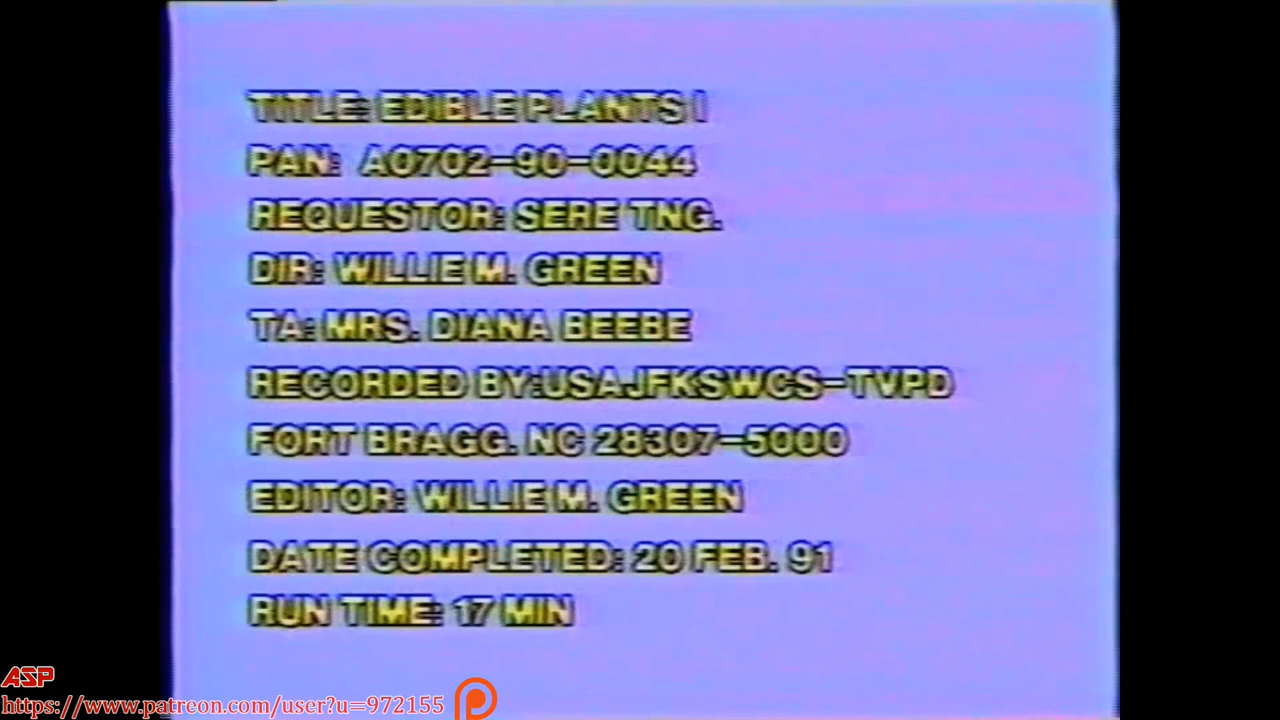 TITLE: EDIBLE PLANTS I
PAN: A0702-90-0044
REQUESTOR: SERE TNG.
DIR: WILLIE M. GREEN
TA: MRS. DIANA BEEBE
RECORDED BY:USAJFKSWCS-TVPD
FORT BRAGG. NC 28307-5000
EDITOR: WILLIE M. GREEN
DATE COMPLETED: 20 FEB. 91
RUN TIME: 17 MIN
ASP
https://www.patreon.com/user?u=972155